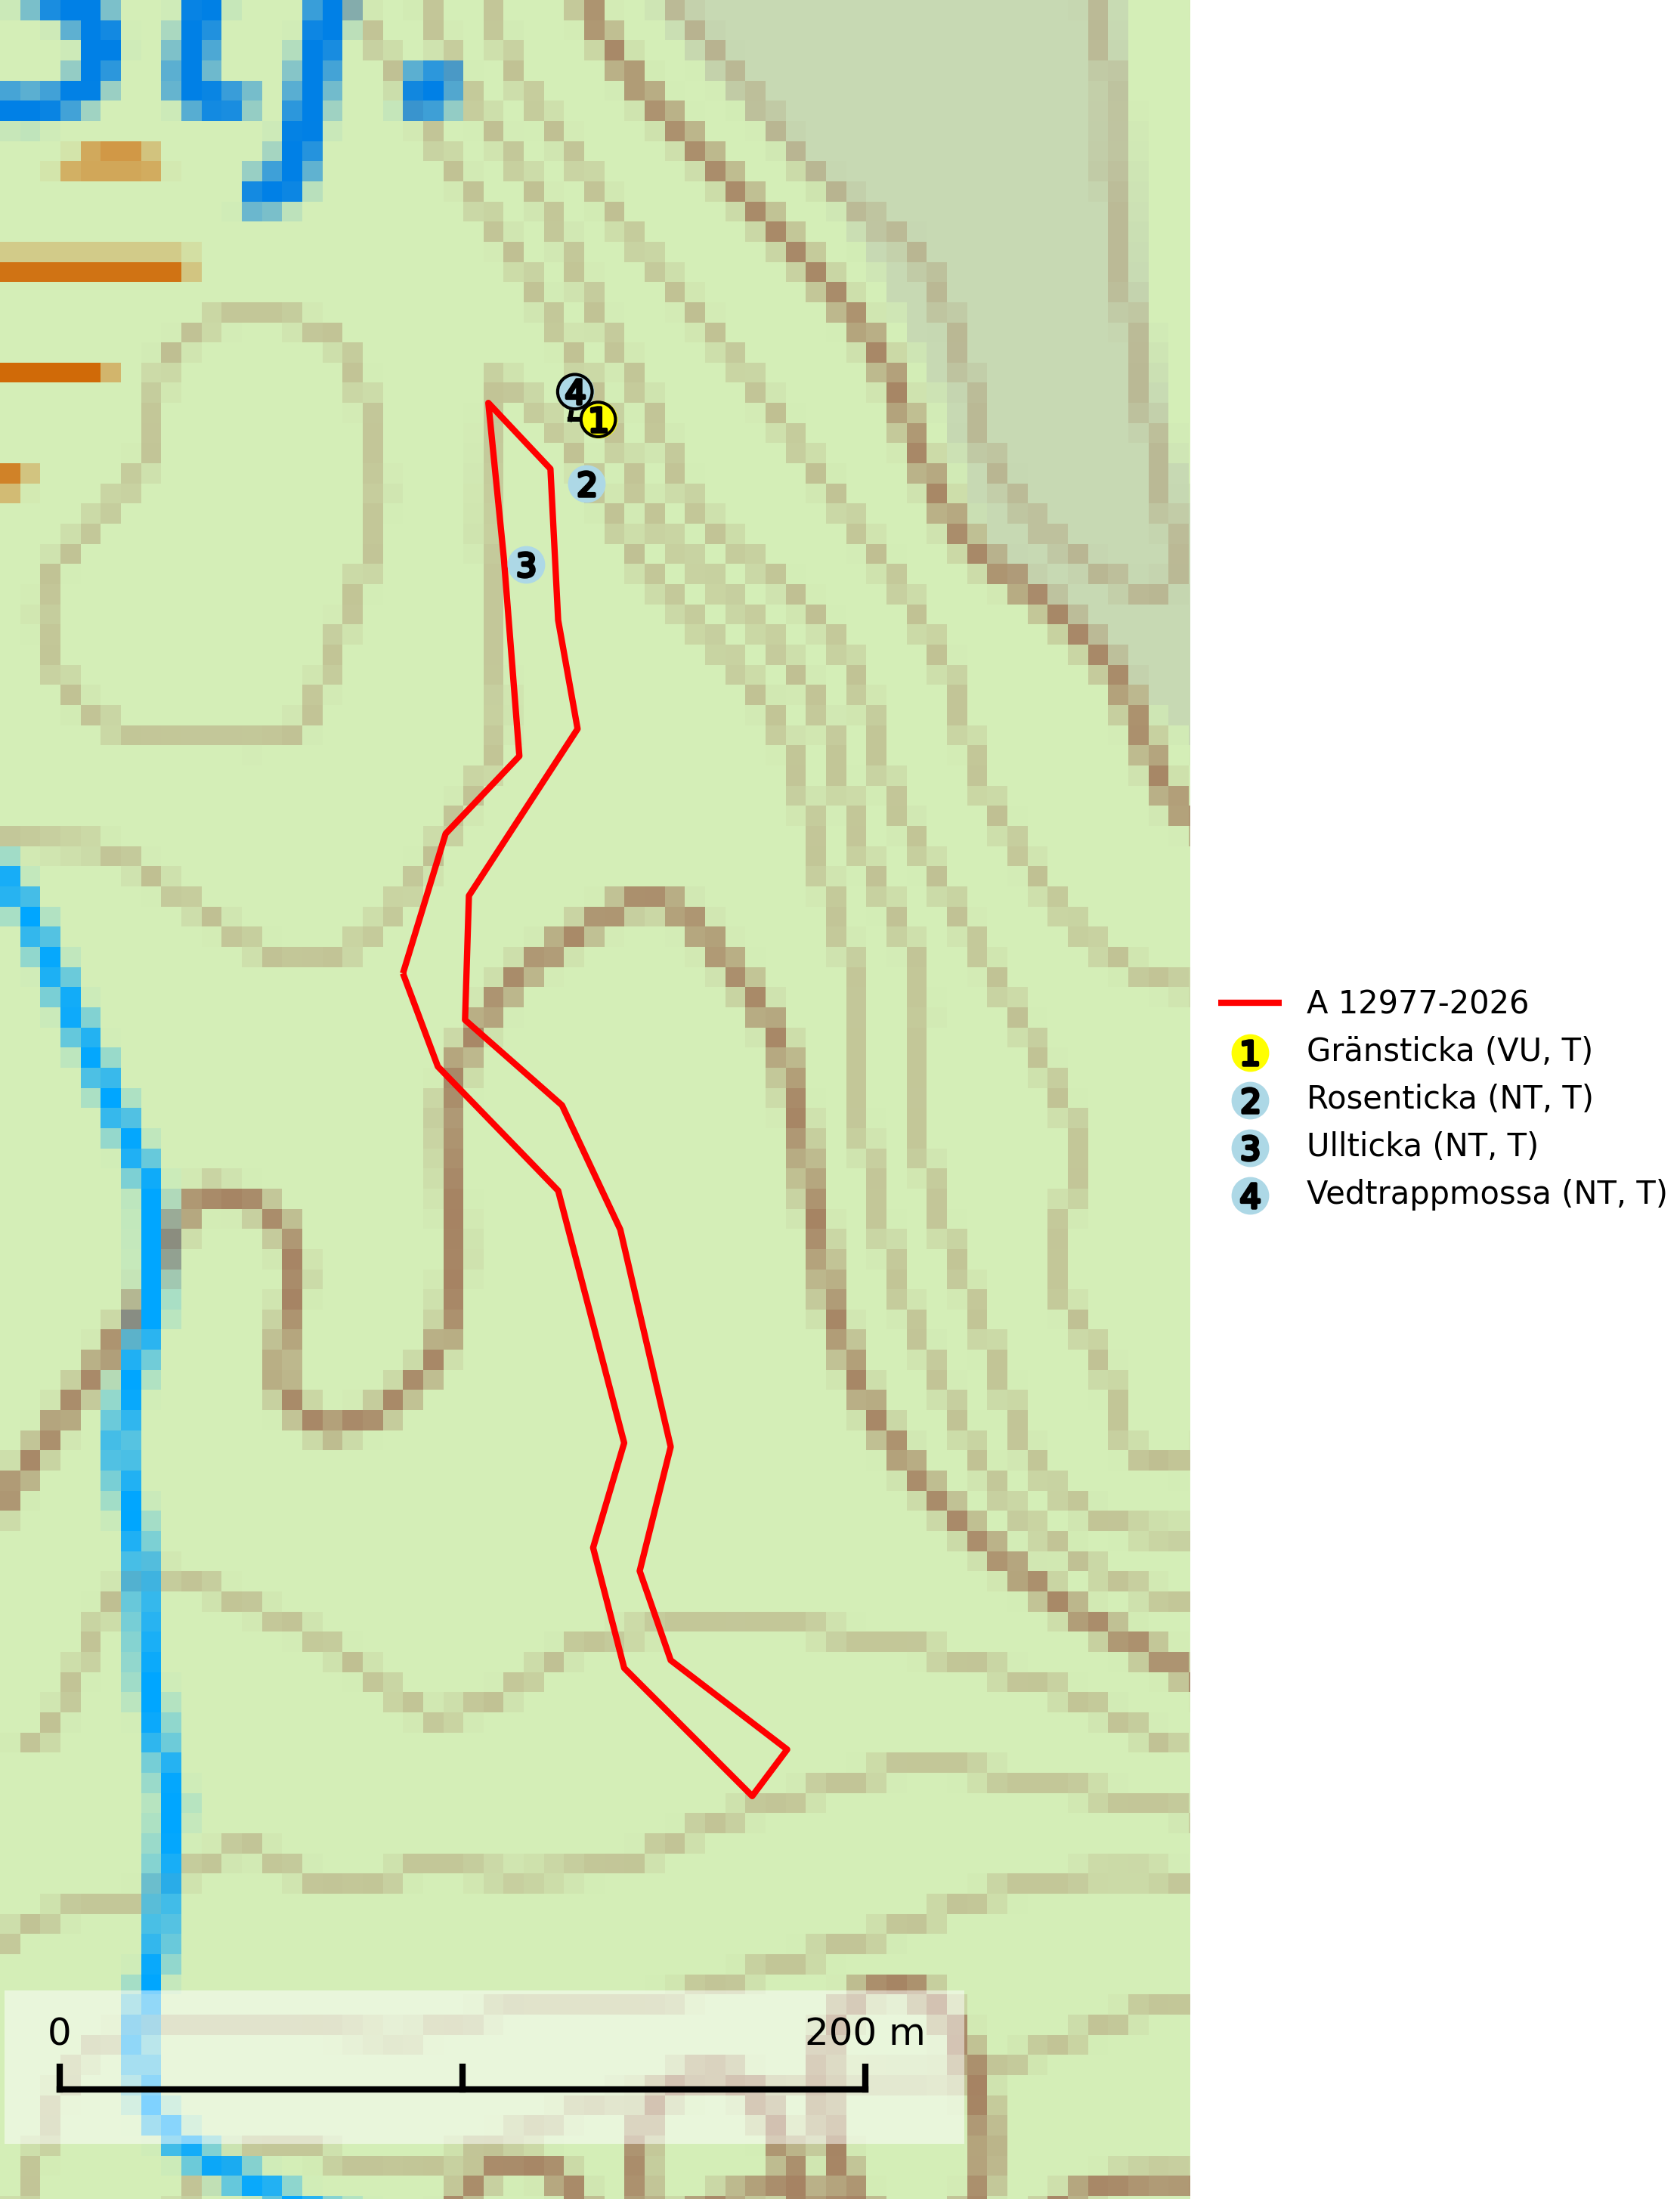 4
1
2
3
A 12977-2026
1 Gränsticka (VU, T)
2 Rosenticka (NT, T)
3 Ullticka (NT, T)
4 Vedtrappmossa (NT, T)
0 200 m